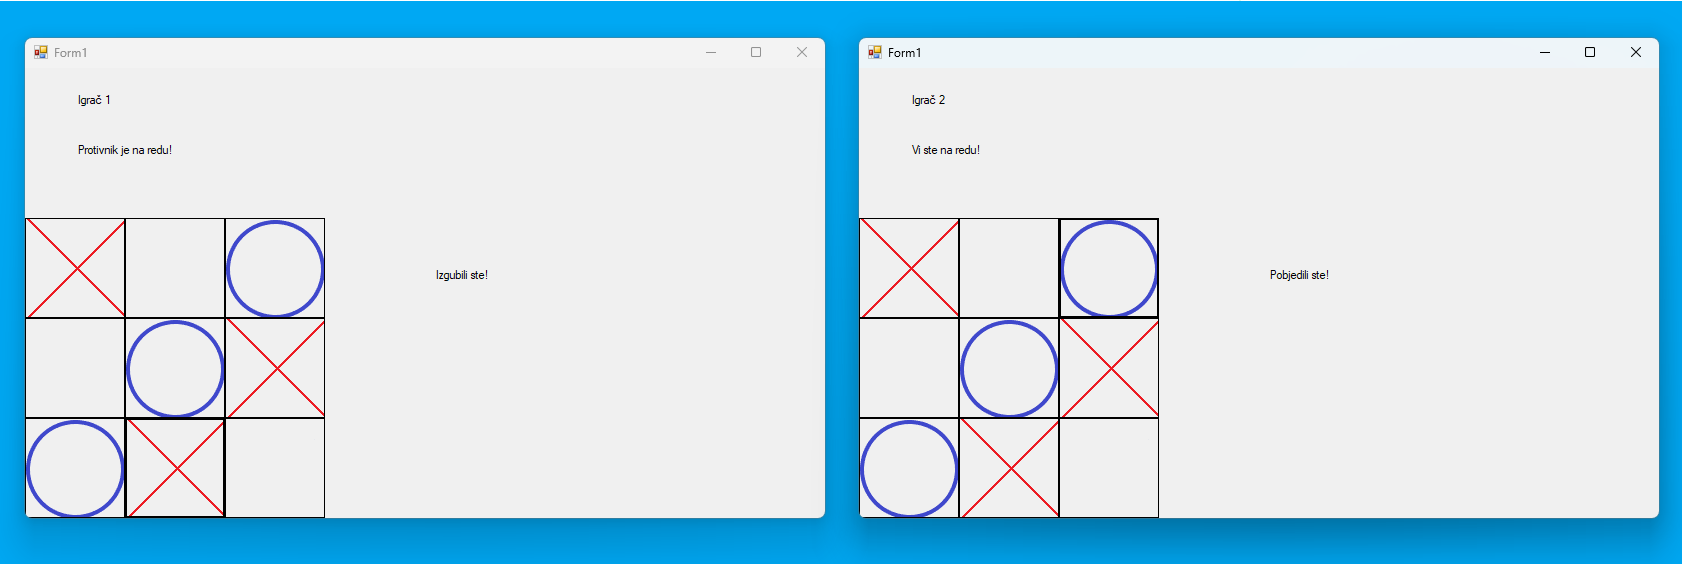 Form1
Igrač 1
Protivnik je na redu!
Izgubili ste!
Form1
Igrač 2
Vi ste na redu!
Pobjedili ste!